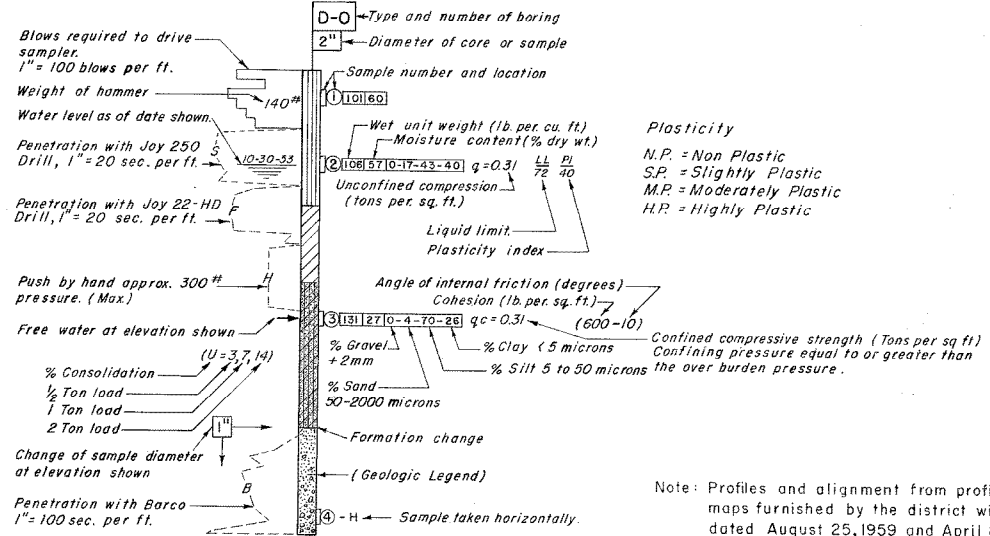 D-O
Type and number of boring
2"
Diameter of core or sample
Blows required to drive
sampler.
1" = 100 blows per ft.
Sample number and location
Weight of hammer
140#
1 101 60
Water level as of date shown.
Wet unit weight (lb. per cu. ft.)
Moisture content (% dry wt.)
Penetration with Joy 250
Drill, 1" = 20 sec. per ft.
S
10-30-53
2 106 57 0-17-43-40 q=0.31 LL 72 PI 40
Unconfined compression
(tons per. sq. ft.)
Plasticity
N.P. = Non Plastic
S.P. = Slightly Plastic
M.P. = Moderately Plastic
H.P. = Highly Plastic
Penetration with Joy 22-HD
Drill, 1" = 20 sec. per ft.
F
Liquid limit.
Plasticity index
Push by hand approx. 300#
pressure. (Max.)
H
Angle of internal friction (degrees)
Cohesion (lb. per. sq. ft.)
Free water at elevation shown
3 131 27 0-4-70-26 qc=0.31 (600-10)
Confined compressive strength (Tons per sq ft)
Confining pressure equal to or greater than
the over burden pressure.
% Gravel
+2mm
% Clay < 5 microns
% Silt 5 to 50 microns
% Sand
50-2000 microns
(U = 3, 7, 14)
% Consolidation
1/2 Ton load
1 Ton load
2 Ton load
1"
Change of sample diameter
at elevation shown
Formation change
(Geologic Legend)
B
Penetration with Barco
1" = 100 sec. per ft.
4 - H Sample taken horizontally.
Note: Profiles and alignment from
maps furnished by the district
dated August 25, 1959 and April